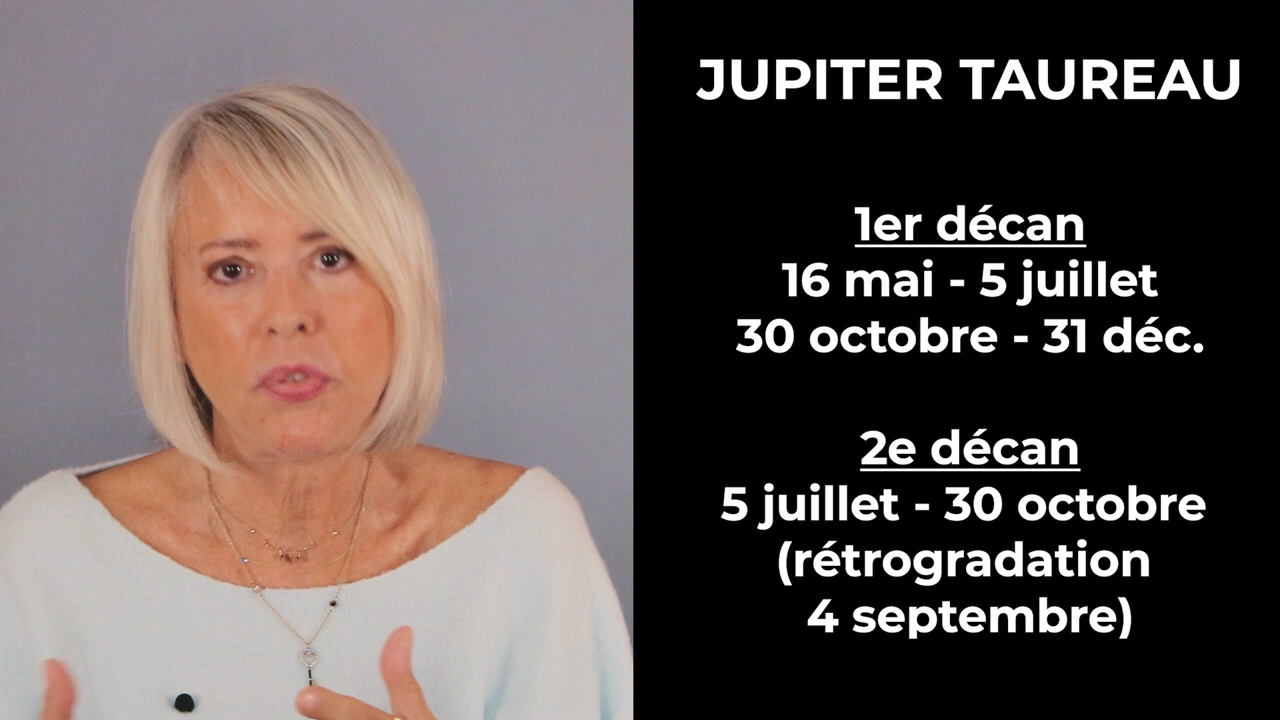 JUPITER TAUREAU
1er décan
16 mai - 5 juillet
30 octobre - 31 déc.
2e décan
5 juillet - 30 octobre
(rétrogradation
4 septembre)